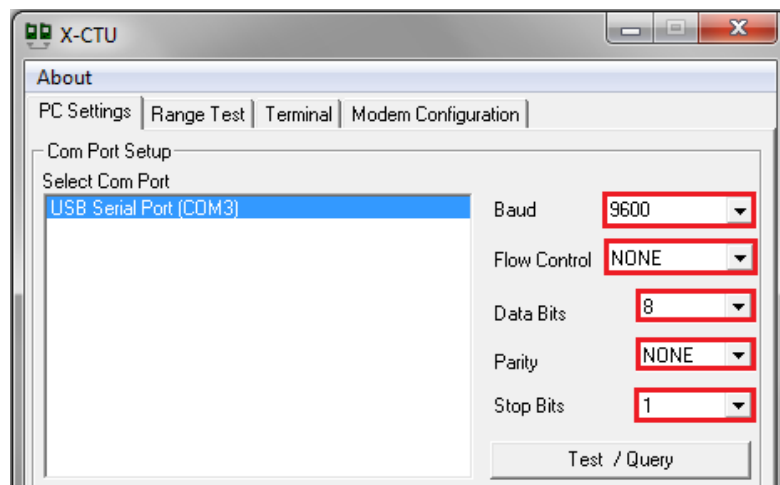 X-CTU
About
PC Settings Range Test Terminal Modem Configuration
Com Port Setup
Select Com Port
USB Serial Port (COM3)
Baud 9600
Flow Control NONE
Data Bits 8
Parity NONE
Stop Bits 1
Test / Query